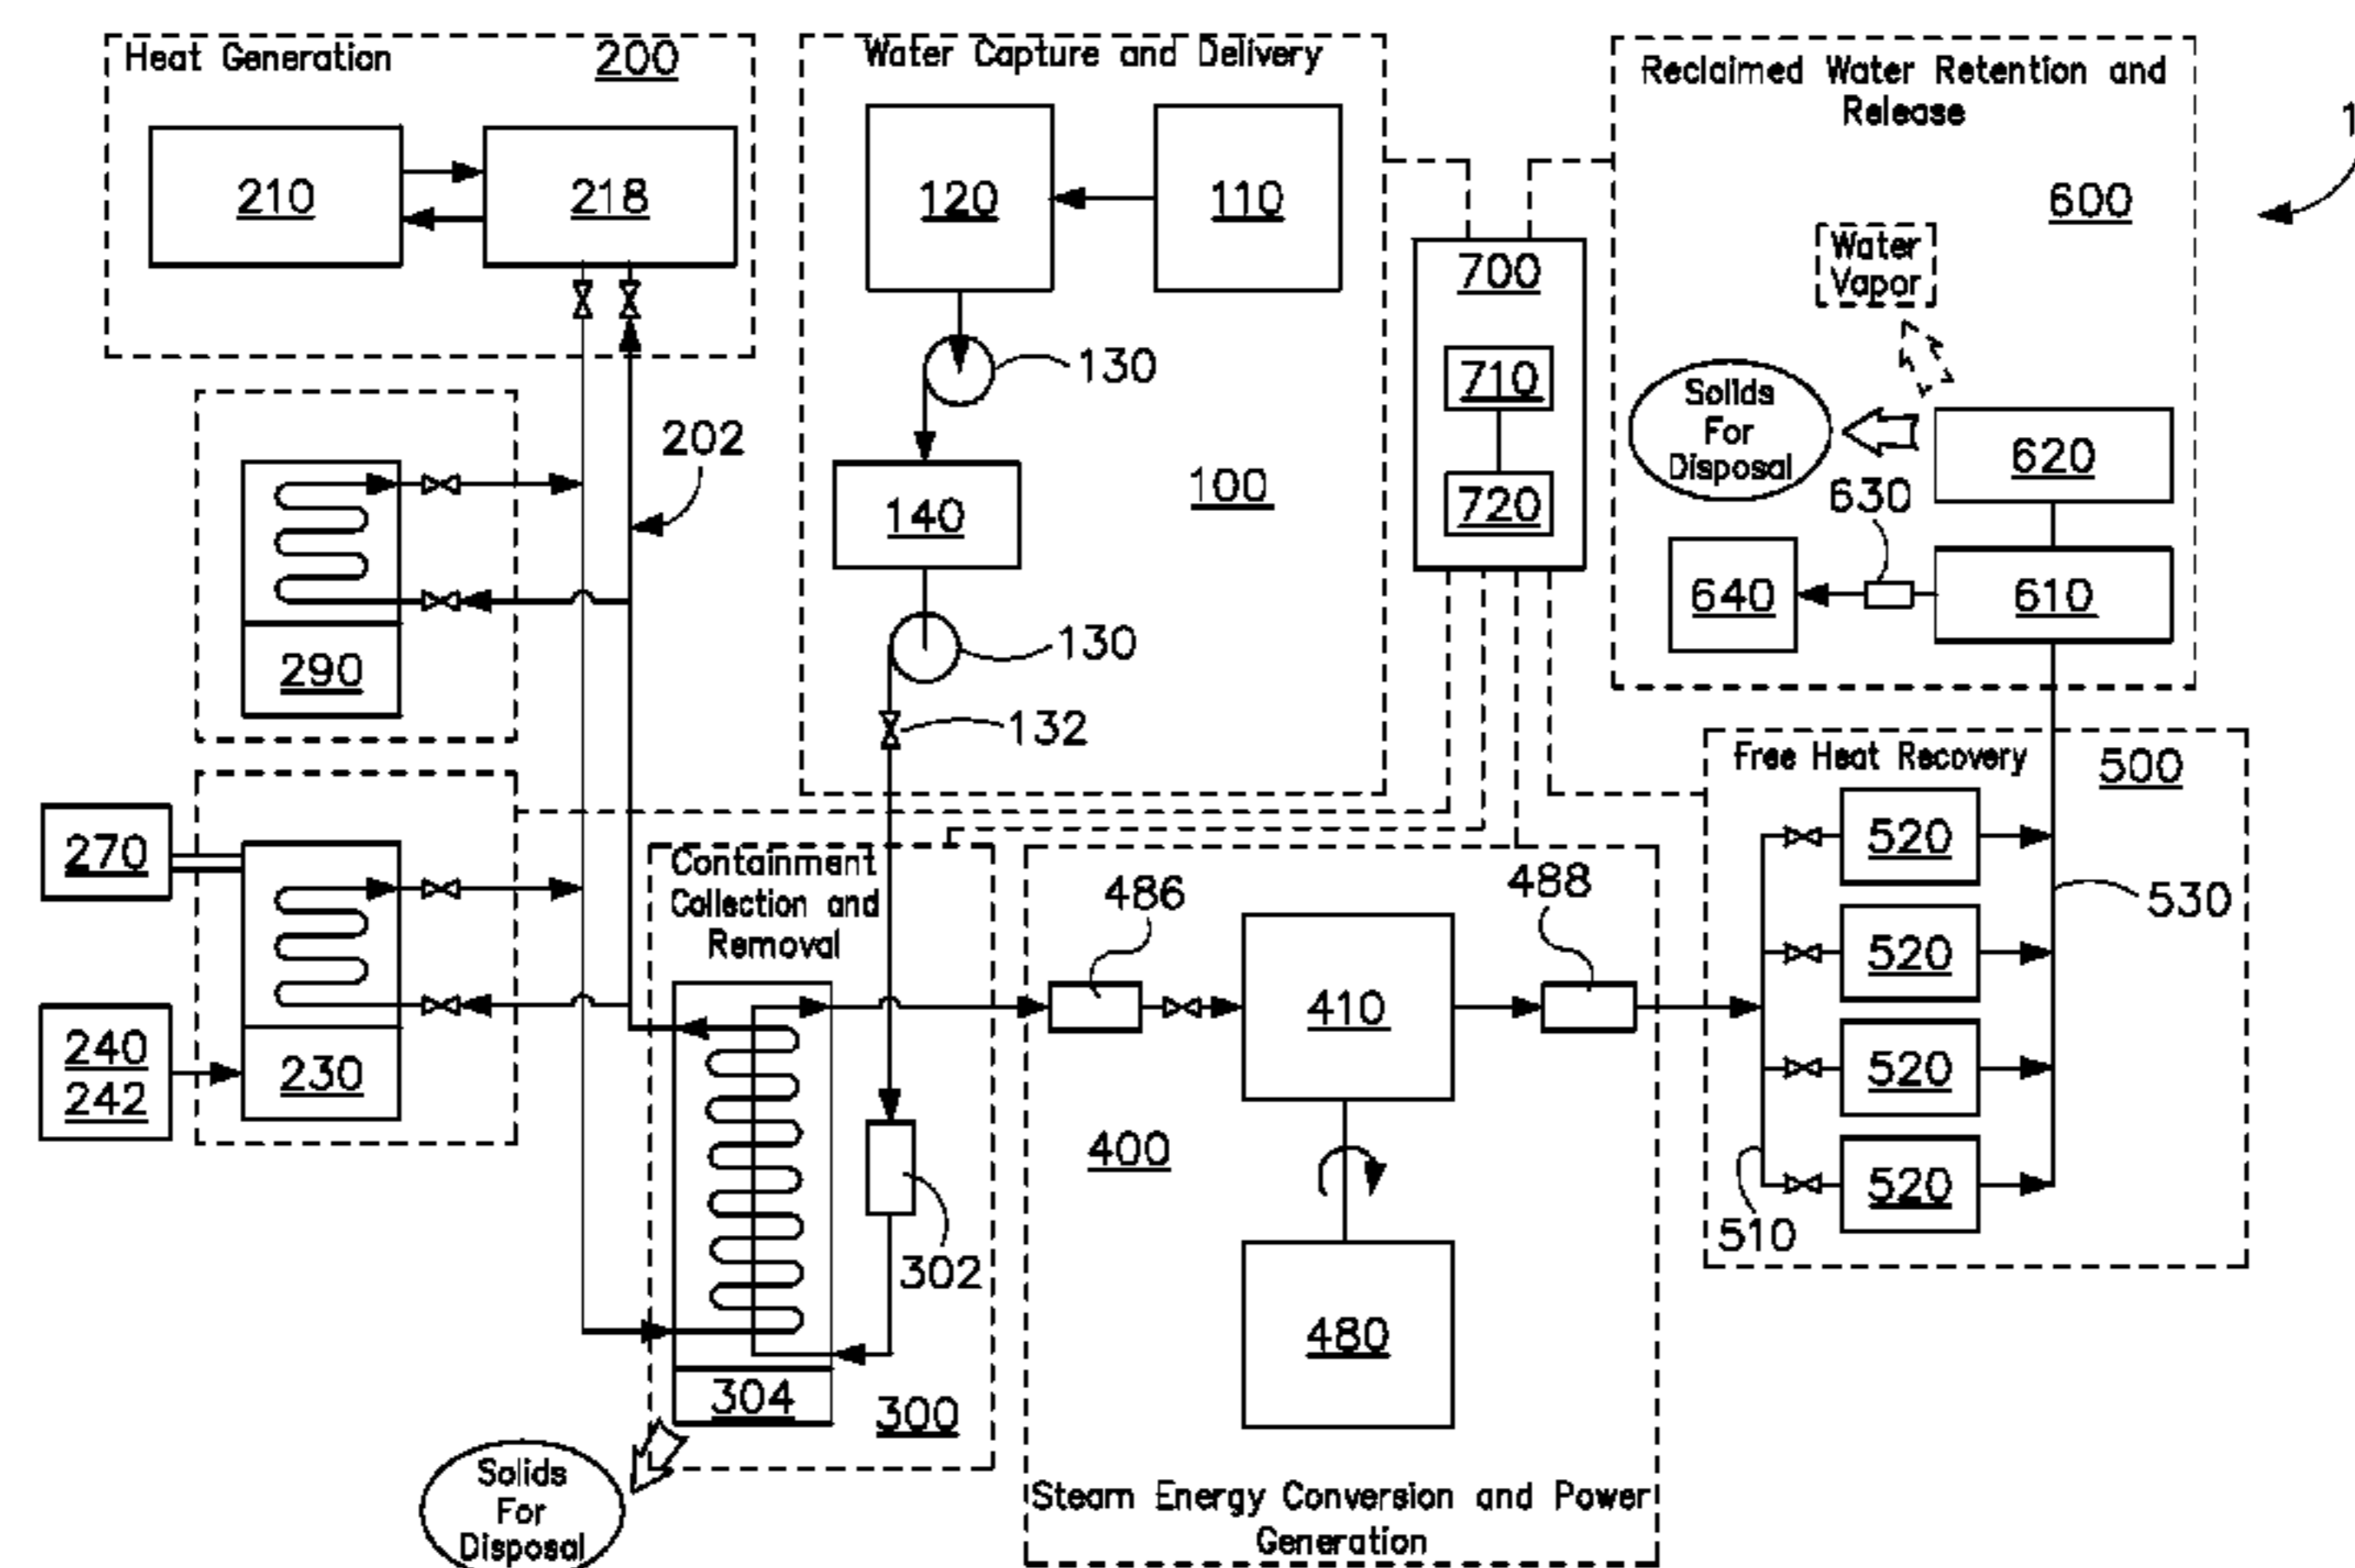 Heat Generation
200
210
218
202
290
270
240
242
230
Water Capture and Delivery
120
110
130
140
100
130
132
700
710
720
Reclaimed Water Retention and
Release
600
1
Water
Vapor
Solids
For
Disposal
620
630
640
610
Containment
Collection and
Removal
302
304
300
Solids
For
Disposal
486
488
410
400
480
Steam Energy Conversion and Power
Generation
Free Heat Recovery
500
520
520
520
520
530
510